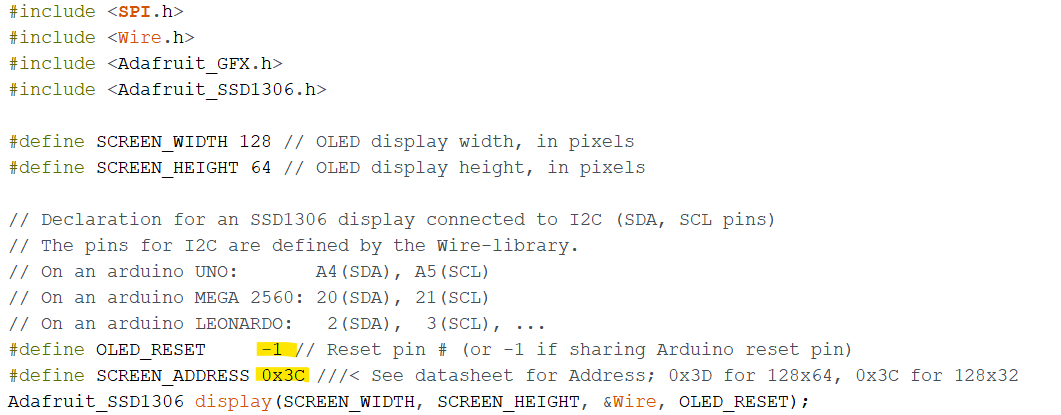 #include <SPI.h>
#include <Wire.h>
#include <Adafruit_GFX.h>
#include <Adafruit_SSD1306.h>

#define SCREEN_WIDTH 128 // OLED display width, in pixels
#define SCREEN_HEIGHT 64 // OLED display height, in pixels

// Declaration for an SSD1306 display connected to I2C (SDA, SCL pins)
// The pins for I2C are defined by the Wire-library.
// On an arduino UNO:       A4(SDA), A5(SCL)
// On an arduino MEGA 2560: 20(SDA), 21(SCL)
// On an arduino LEONARDO:   2(SDA),  3(SCL), ...
#define OLED_RESET     -1 // Reset pin # (or -1 if sharing Arduino reset pin)
#define SCREEN_ADDRESS 0x3C ///< See datasheet for Address; 0x3D for 128x64, 0x3C for 128x32
Adafruit_SSD1306 display(SCREEN_WIDTH, SCREEN_HEIGHT, &Wire, OLED_RESET);